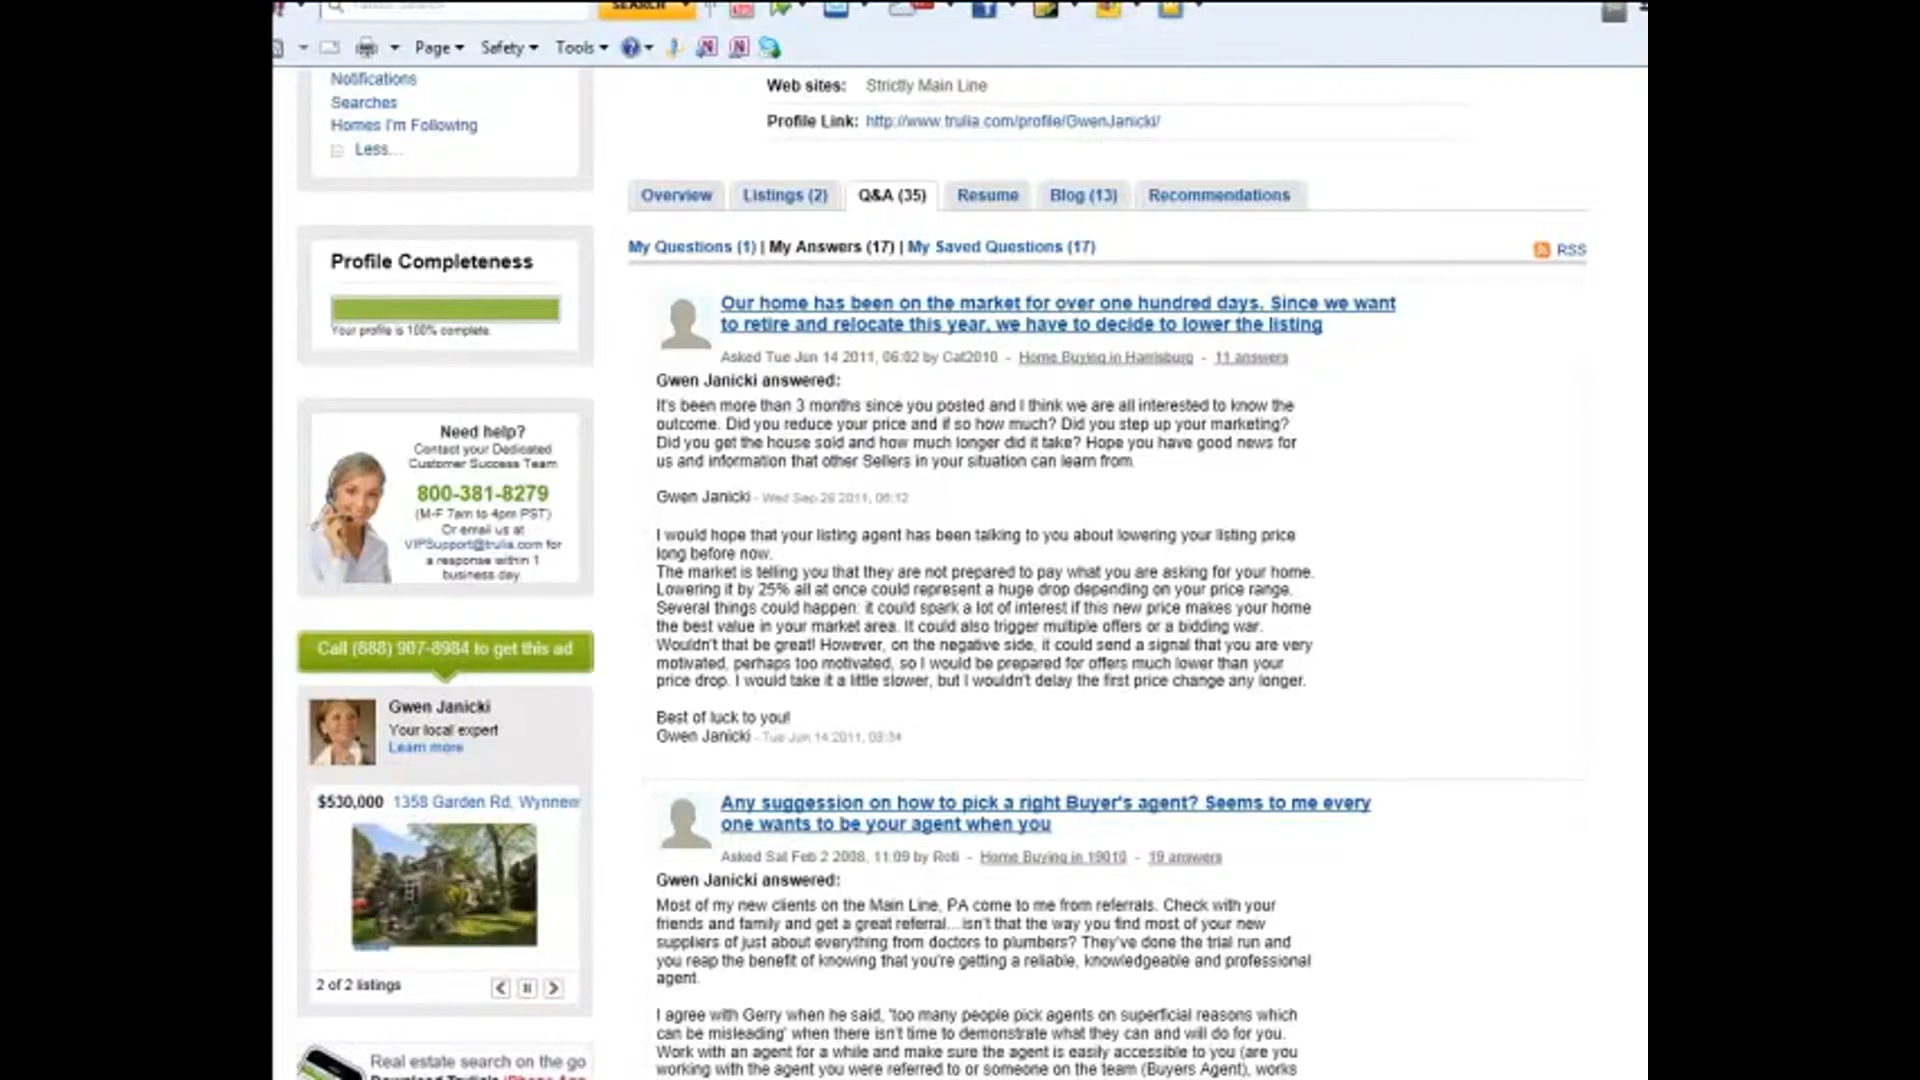 SEARCH
Page
Safety
Tools
Notifications
Searches
Homes I'm Following
Less...
Web sites: Strictly Main Line
Profile Link: http://www.trulia.com/profile/GwenJanicki/
Overview
Listings (2)
Q&A (35)
Resume
Blog (13)
Recommendations
My Questions (1) | My Answers (17) | My Saved Questions (17)
RSS
Profile Completeness
Your profile is 100% complete.
Need help?
Contact your Dedicated
Customer Success Team
800-381-8279
(M-F 7am to 4pm PST)
Or email us at
VIPSupport@trulia.com for
a response within 1
business day.
Call (888) 907-8984 to get this ad
Gwen Janicki
Your local expert
Learn more
$530,000 1358 Garden Rd, Wynnew
2 of 2 listings
Real estate search on the go
Download Trulia's iPhone App
Our home has been on the market for over one hundred days. Since we want
to retire and relocate this year, we have to decide to lower the listing
Asked Tue Jun 14 2011, 06:02 by Cat2010 - Home Buying in Harrisburg - 11 answers
Gwen Janicki answered:
It's been more than 3 months since you posted and I think we are all interested to know the
outcome. Did you reduce your price and if so how much? Did you step up your marketing?
Did you get the house sold and how much longer did it take? Hope you have good news for
us and information that other Sellers in your situation can learn from.
Gwen Janicki - Wed Sep 28 2011, 06:12
I would hope that your listing agent has been talking to you about lowering your listing price
long before now.
The market is telling you that they are not prepared to pay what you are asking for your home.
Lowering it by 25% all at once could represent a huge drop depending on your price range.
Several things could happen: it could spark a lot of interest if this new price makes your home
the best value in your market area. It could also trigger multiple offers or a bidding war.
Wouldn't that be great! However, on the negative side, it could send a signal that you are very
motivated, perhaps too motivated, so I would be prepared for offers much lower than your
price drop. I would take it a little slower, but I wouldn't delay the first price change any longer.
Best of luck to you!
Gwen Janicki - Tue Jun 14 2011, 08:34
Any suggession on how to pick a right Buyer's agent? Seems to me every
one wants to be your agent when you
Asked Sat Feb 2 2008, 11:09 by Roti - Home Buying in 19010 - 19 answers
Gwen Janicki answered:
Most of my new clients on the Main Line, PA come to me from referrals. Check with your
friends and family and get a great referral...isn't that the way you find most of your new
suppliers of just about everything from doctors to plumbers? They've done the trial run and
you reap the benefit of knowing that you're getting a reliable, knowledgeable and professional
agent.
I agree with Gerry when he said, 'too many people pick agents on superficial reasons which
can be misleading' when there isn't time to demonstrate what they can and will do for you.
Work with an agent for a while and make sure the agent is easily accessible to you (are you
working with the agent you were referred to or someone on the team (Buyers Agent), works